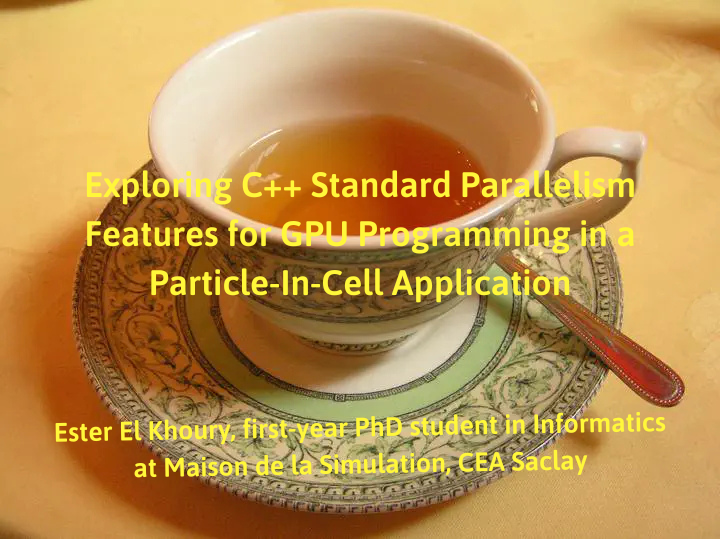 Exploring C++ Standard Parallelism
Features for GPU Programming in a
Particle-In-Cell Application
Ester El Khoury, first-year PhD student in Informatics
at Maison de la Simulation, CEA Saclay